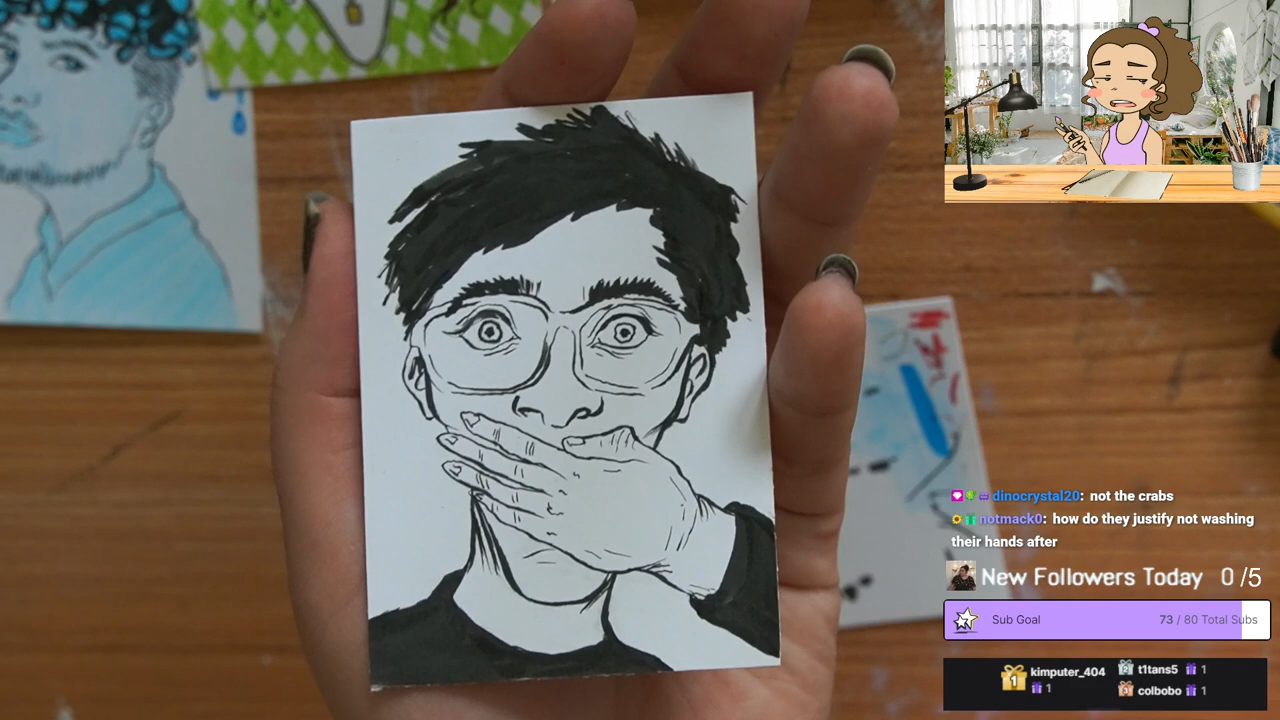 dinocrystal20: not the crabs
notmack0: how do they justify not washing
their hands after
New Followers Today 0 /5
Sub Goal 73 / 80 Total Subs
1 kimputer_404 1
t1tans5 1
colbobo 1